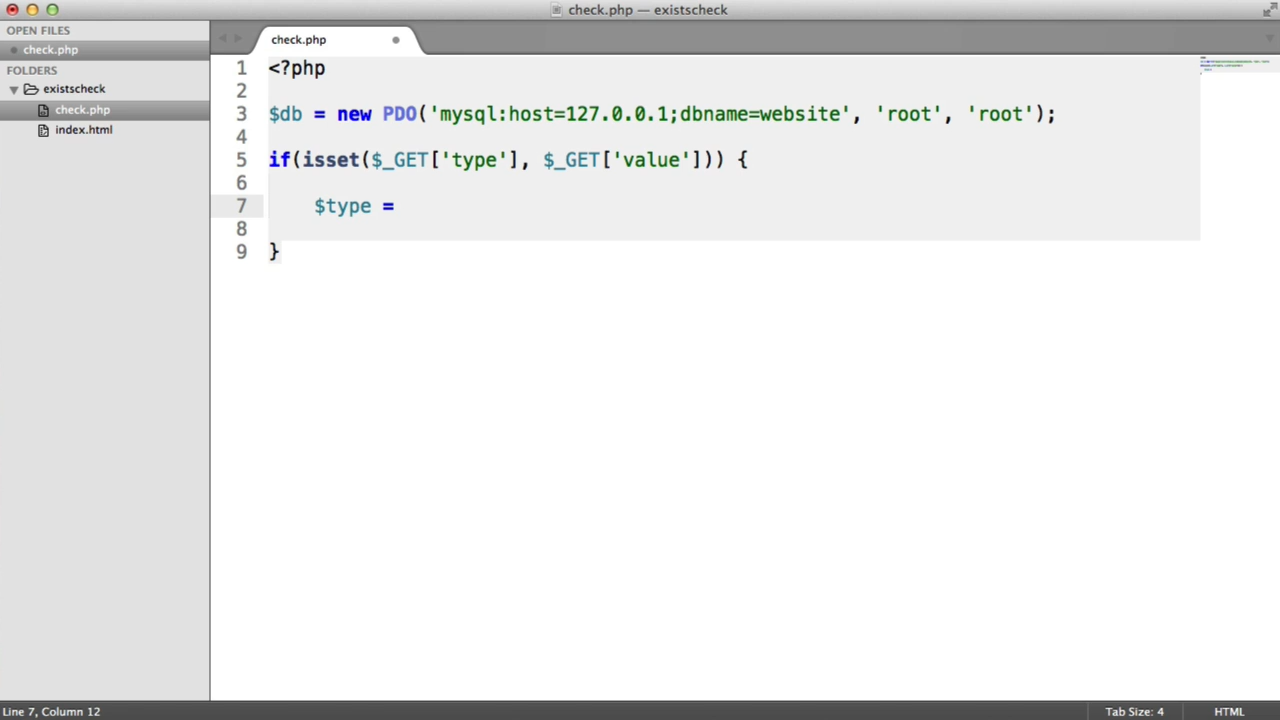 check.php — existscheck
OPEN FILES
check.php
FOLDERS
existscheck
check.php
index.html
check.php
1 <?php
2
3 $db = new PDO('mysql:host=127.0.0.1;dbname=website', 'root', 'root');
4
5 if(isset($_GET['type'], $_GET['value'])) {
6
7 $type =
8
9 }
Line 7, Column 12
Tab Size: 4
HTML